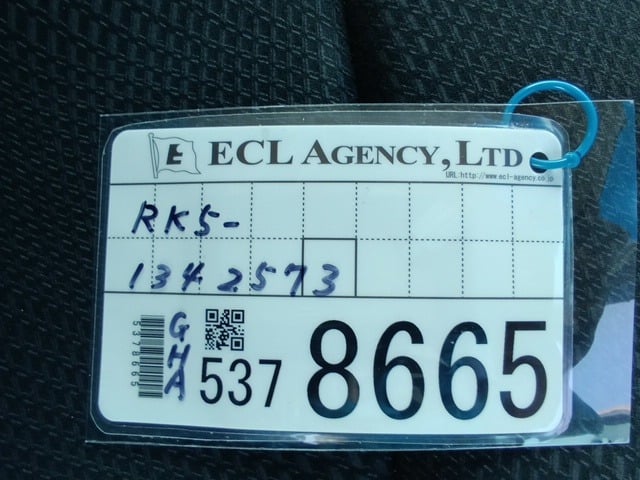 E ECL AGENCY, LTD
URL:http://www.ecl-agency.co.jp
RK5-
1342573
5378665
GHA
537 8665